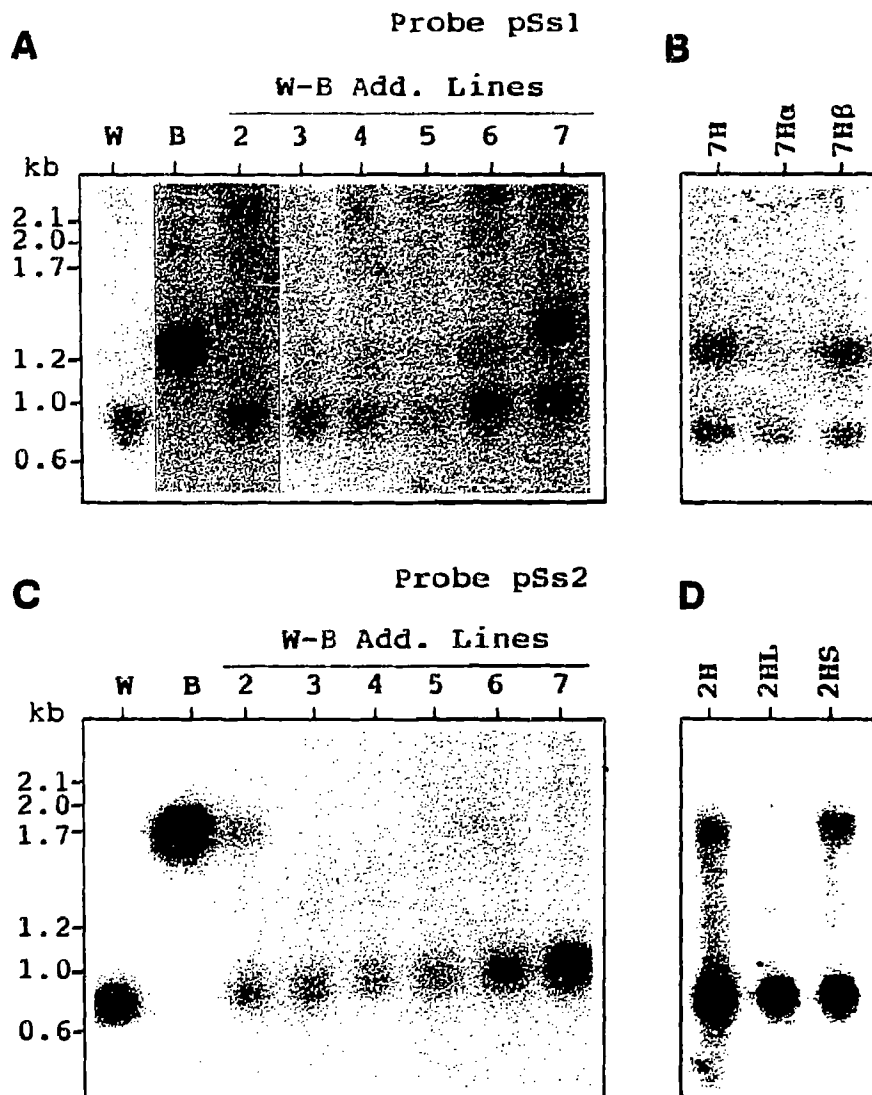 Probe pSs1
A
B
W-B Add. Lines
W B 2 3 4 5 6 7
7H 7Hα 7Hβ
kb
2.1
2.0
1.7
1.2
1.0
0.6
Probe pSs2
C
D
W-B Add. Lines
W B 2 3 4 5 6 7
2H 2HL 2HS
kb
2.1
2.0
1.7
1.2
1.0
0.6